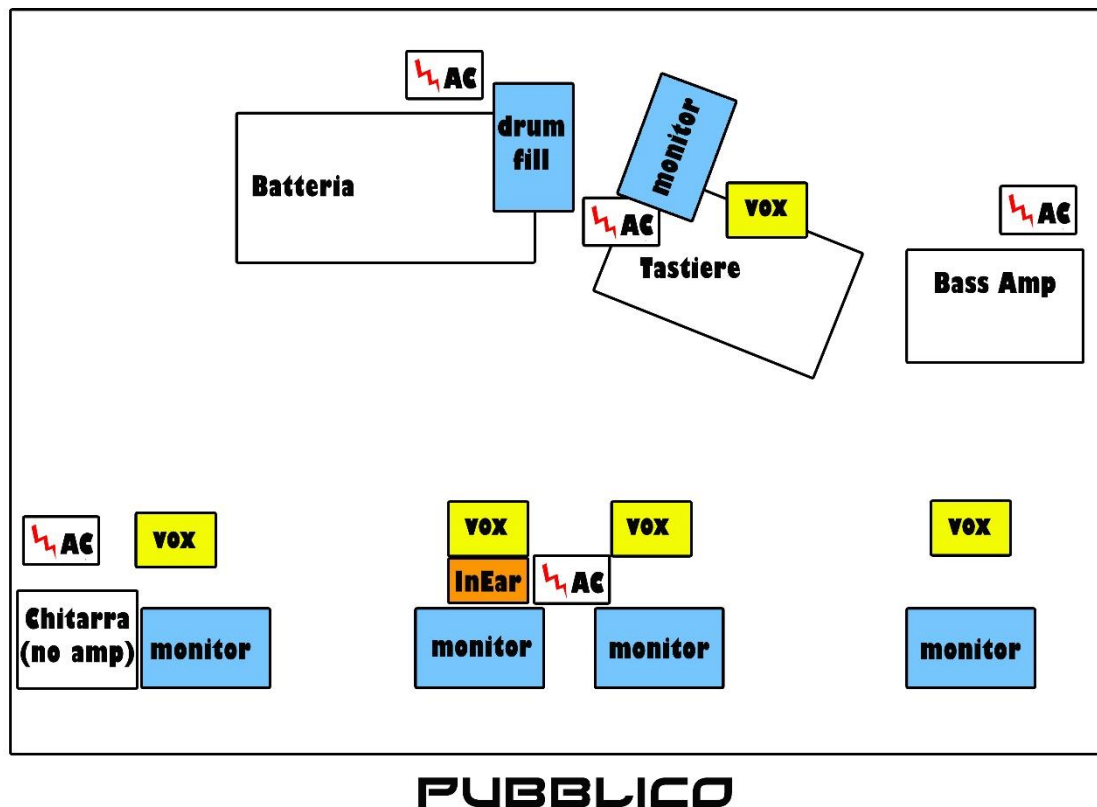 AC
drum
fill
monitor
Batteria
vox
AC
AC
Tastiere
Bass Amp
AC
vox
vox
vox
vox
InEar
AC
Chitarra
(no amp)
monitor
monitor
monitor
monitor
PUBBLICO